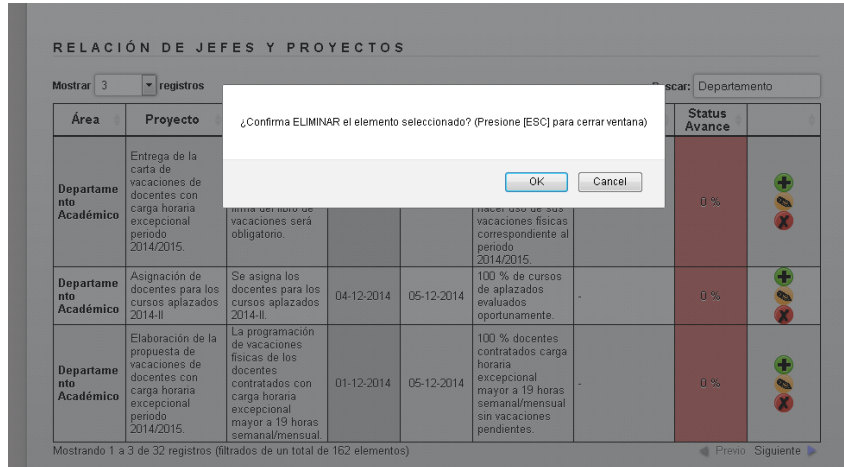 RELACIÓN DE JEFES Y PROYECTOS
Mostrar 3 registros
scar: Departamento
Área Proyecto Status
Avance
¿Confirma ELIMINAR el elemento seleccionado? (Presione [ESC] para cerrar ventana)
OK Cancel
Departame
nto
Académico
Entrega de la
carta de
vacaciones de
docentes con
carga horaria
excepcional
periodo
2014/2015.
firma del libro de
vacaciones será
obligatorio.
hacer uso de sus
vacaciones físicas
correspondiente al
periodo
2014/2015.
0 %
Departame
nto
Académico
Asignación de
docentes para los
cursos aplazados
2014-II
Se asigna los
docentes para los
cursos aplazados
2014-II.
04-12-2014
05-12-2014
100 % de cursos
de aplazados
evaluados
oportunamente.
-
0 %
Departame
nto
Académico
Elaboración de la
propuesta de
vacaciones de
docentes con
carga horaria
excepcional
periodo
2014/2015.
La programación
de vacaciones
físicas de los
docentes
contratados con
carga horaria
excepcional
mayor a 19 horas
semanal/mensual.
01-12-2014
05-12-2014
100 % docentes
contratados carga
horaria
excepcional
mayor a 19 horas
semanal/mensual
sin vacaciones
pendientes.
-
0 %
Mostrando 1 a 3 de 32 registros (filtrados de un total de 162 elementos)
Previo Siguiente